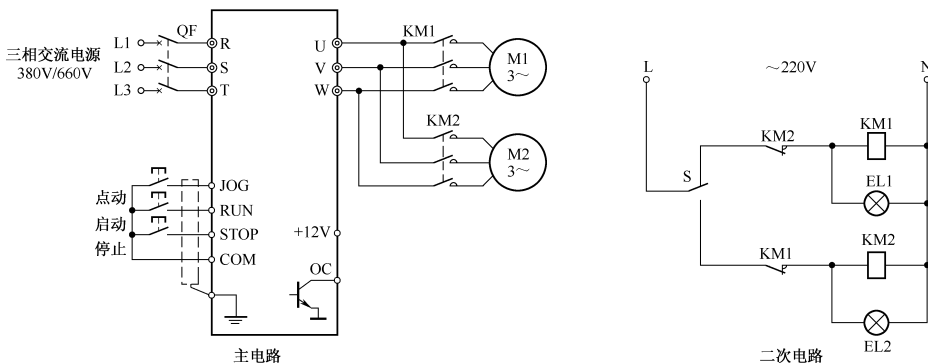 三相交流电源
380V/660V
L1
L2
L3
QF
R
S
T
U
V
W
KM1
M1
3～
KM2
M2
3～
点动
启动
停止
JOG
RUN
STOP
COM
+12V
OC
主电路
L
～220V
N
S
KM2
KM1
EL1
KM1
KM2
EL2
二次电路